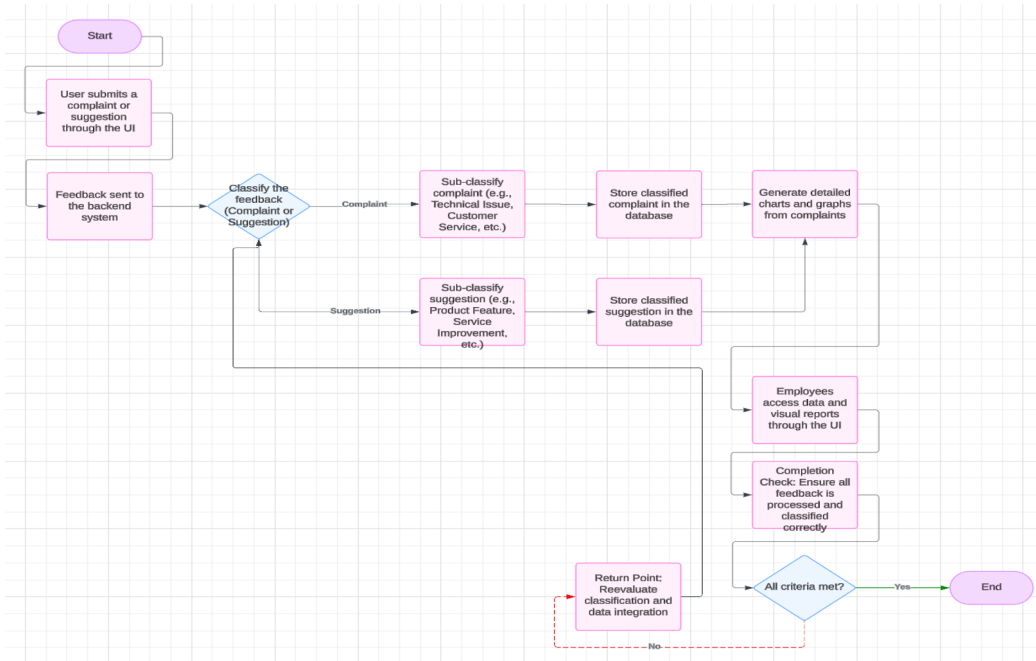 Start
User submits a
complaint or
suggestion
through the UI
Feedback sent to
the backend
system
Classify the
feedback
(Complaint or
Suggestion)
Complaint
Sub-classify
complaint (e.g.,
Technical Issue,
Customer
Service, etc.)
Store classified
complaint in the
database
Generate detailed
charts and graphs
from complaints
Suggestion
Sub-classify
suggestion (e.g.,
Product Feature,
Service
Improvement,
etc.)
Store classified
suggestion in the
database
Employees
access data and
visual reports
through the UI
Completion
Check: Ensure all
feedback is
processed and
classified
correctly
All criteria met?
Yes
End
No
Return Point:
Reevaluate
classification and
data integration